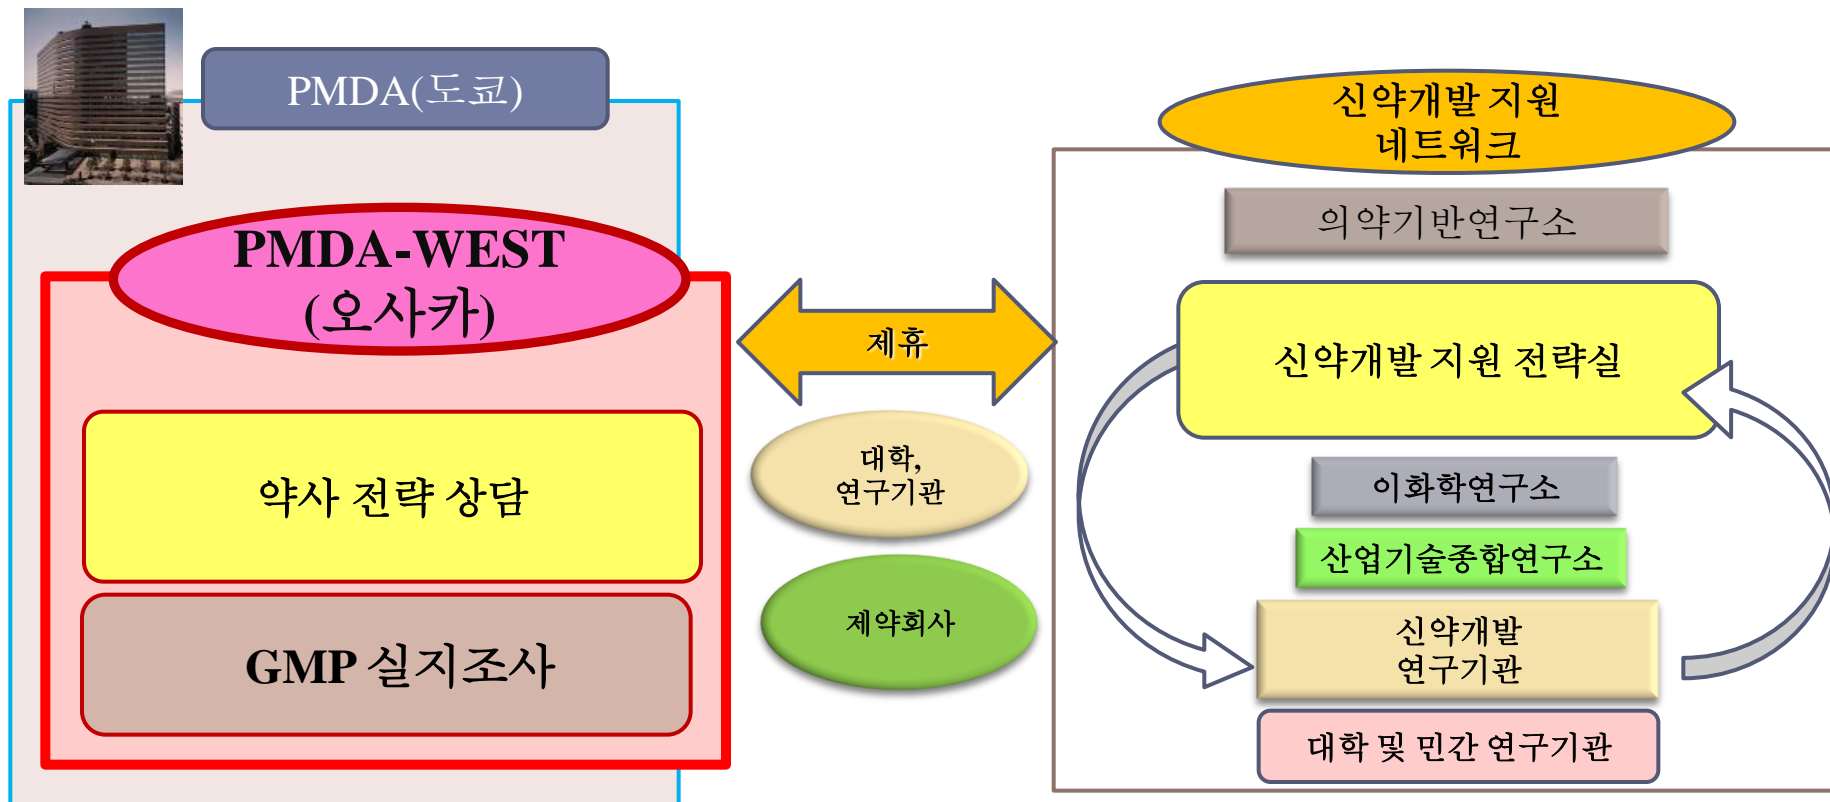 PMDA(도쿄)
PMDA-WEST
(오사카)
약사 전략 상담
GMP 실지조사
제휴
대학,
연구기관
제약회사
신약개발 지원
네트워크
의약기반연구소
신약개발 지원 전략실
이화학연구소
산업기술종합연구소
신약개발
연구기관
대학 및 민간 연구기관